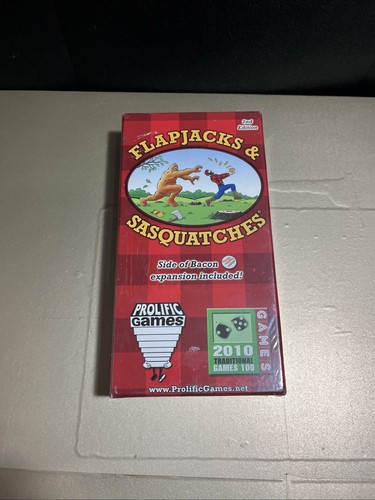 2nd
Edition
FLAPJACKS &
SASQUATCHES
Side of Bacon
expansion included!
PROLIFIC
Games
GAMES
2010
TRADITIONAL
GAMES 100
www.ProlificGames.net